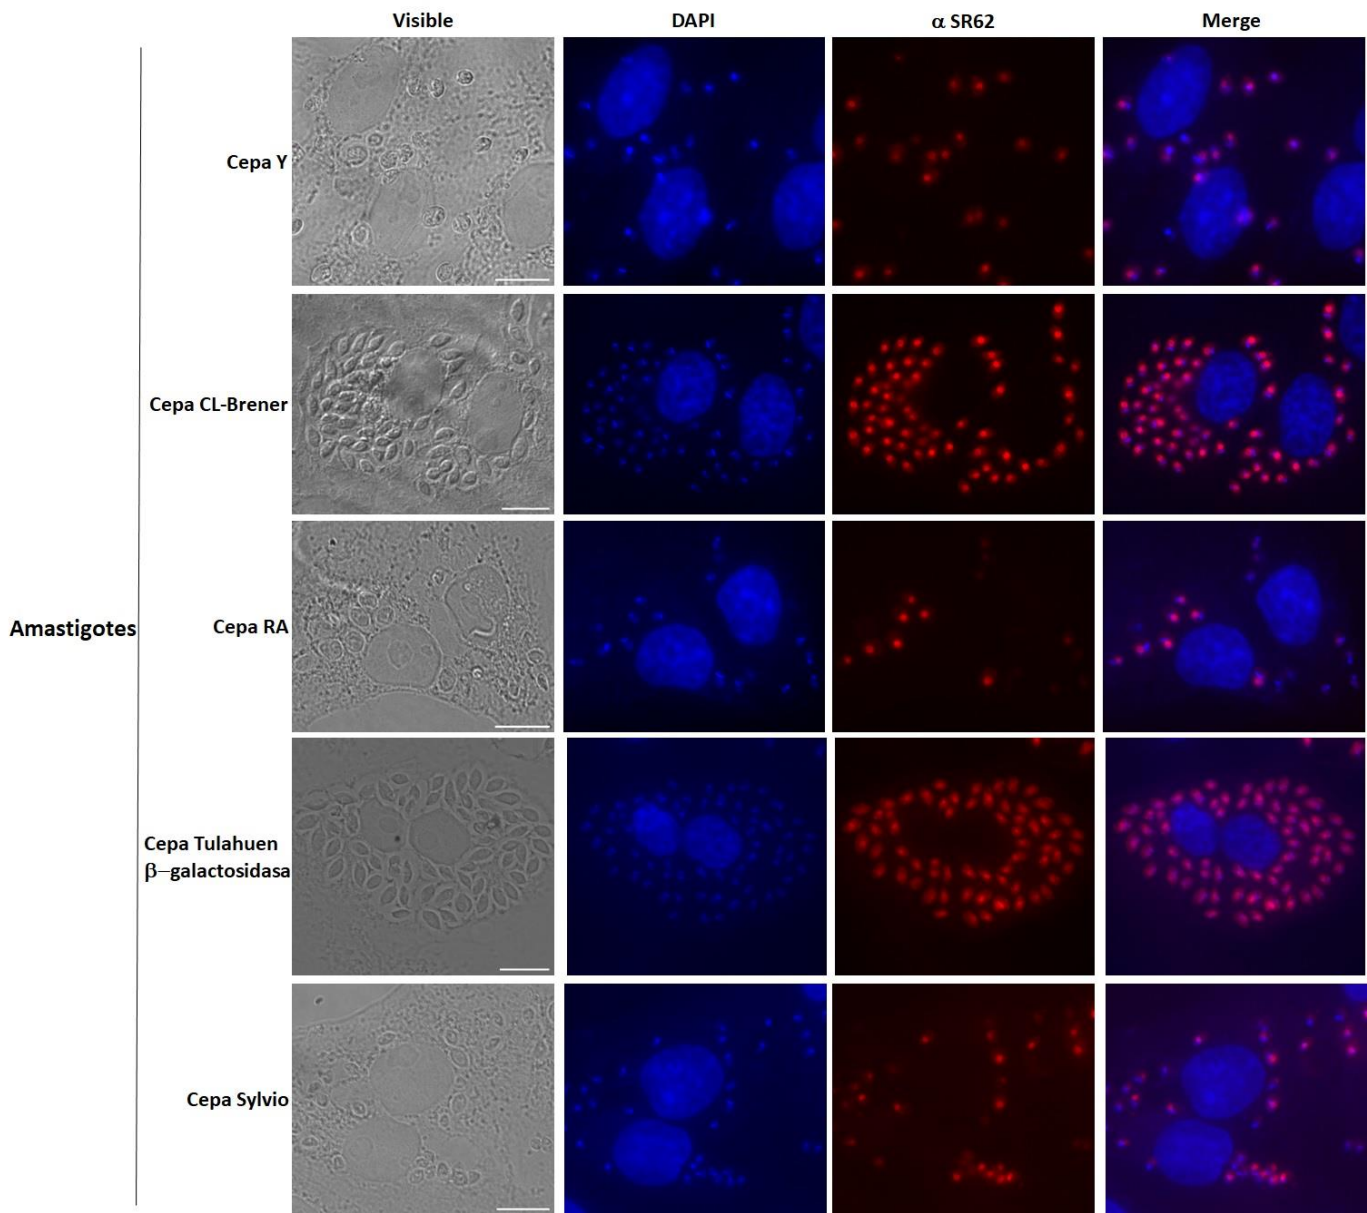 Visible DAPI α SR62 Merge
Cepa Y
Cepa CL-Brener
Amastigotes
Cepa RA
Cepa Tulahuen
β–galactosidasa
Cepa Sylvio